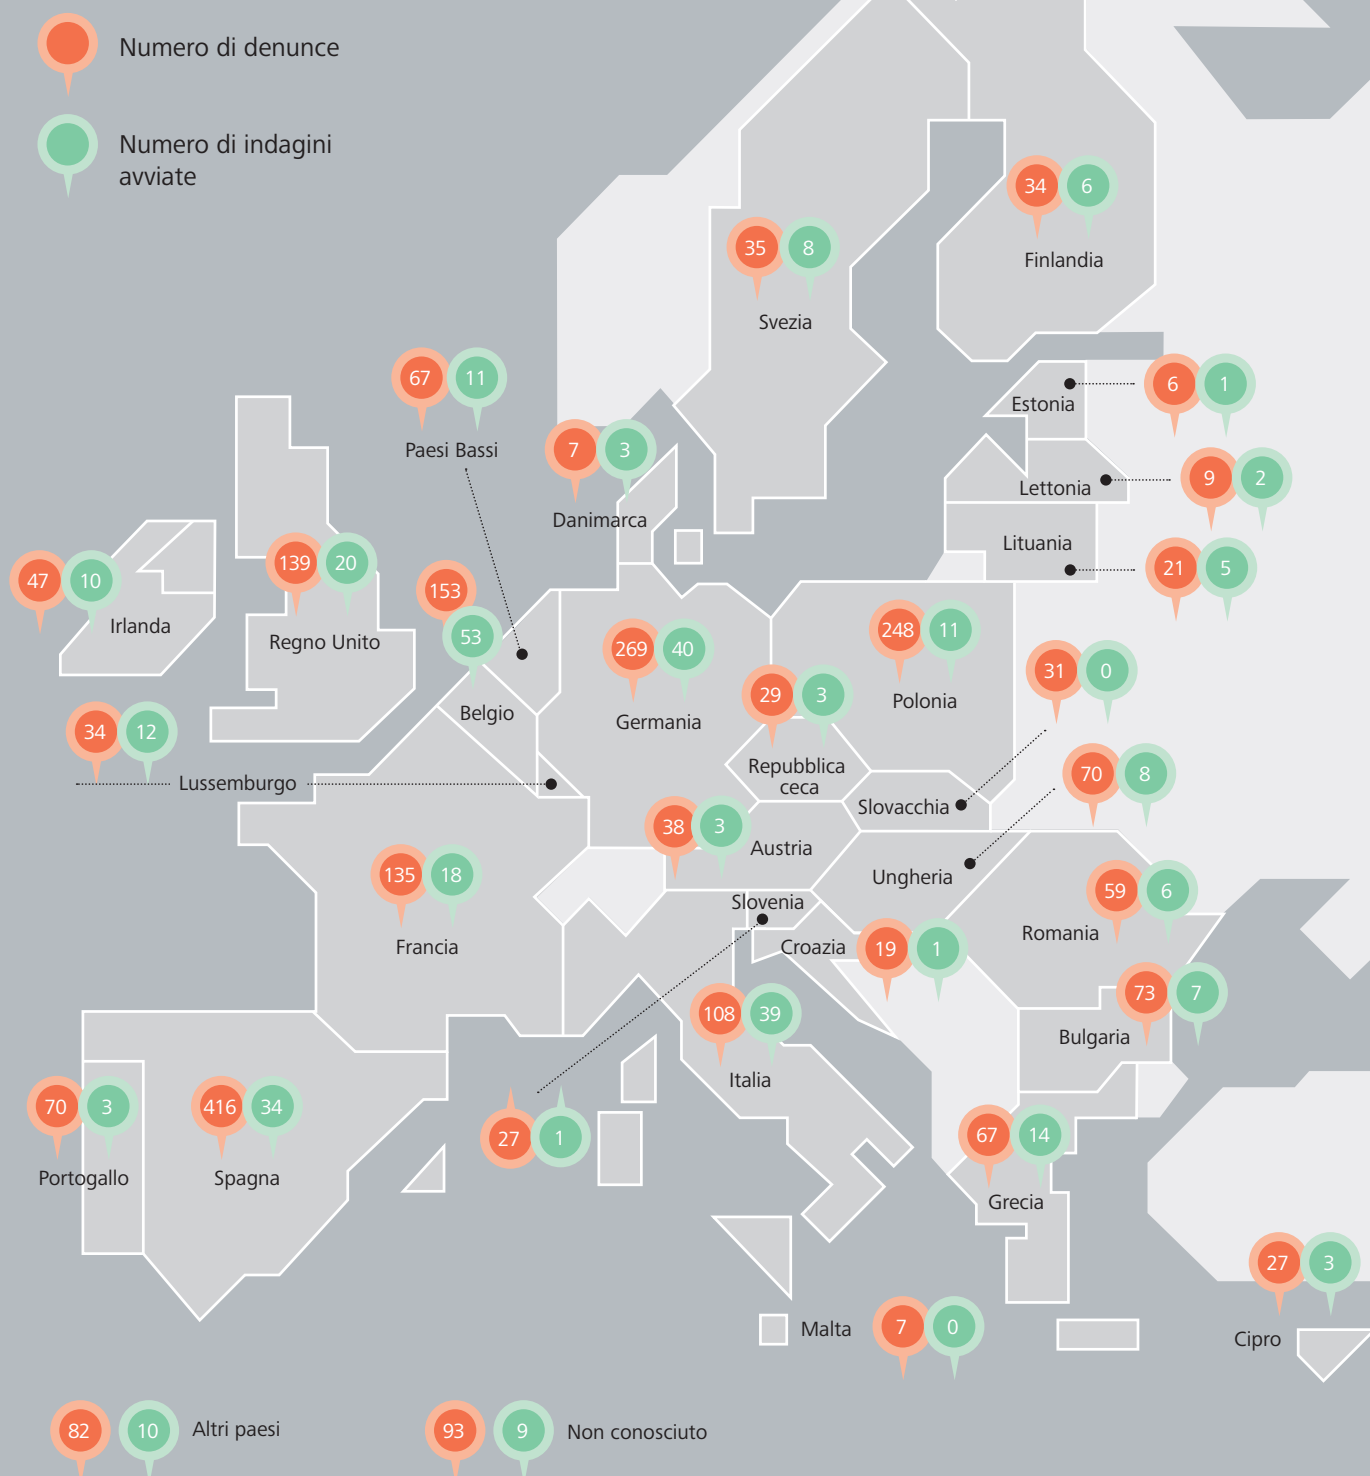 Numero di denunce
Numero di indagini
avviate
34 6
Finlandia
35 8
Svezia
67 11
Paesi Bassi
6 1
Estonia
7 3
Danimarca
9 2
Lettonia
Lituania
21 5
139 20
Regno Unito
47 10
Irlanda
153
53
Belgio
269 40
Germania
248 11
Polonia
31 0
Slovacchia
29 3
Repubblica
ceca
34 12
Lussemburgo
70 8
Ungheria
38 3
Austria
135 18
Francia
59 6
Romania
Slovenia
Croazia
19 1
73 7
Bulgaria
108 39
Italia
70 3
Portogallo
416 34
Spagna
27 1
67 14
Grecia
27 3
Cipro
Malta
7 0
82 10 Altri paesi
93 9 Non conosciuto